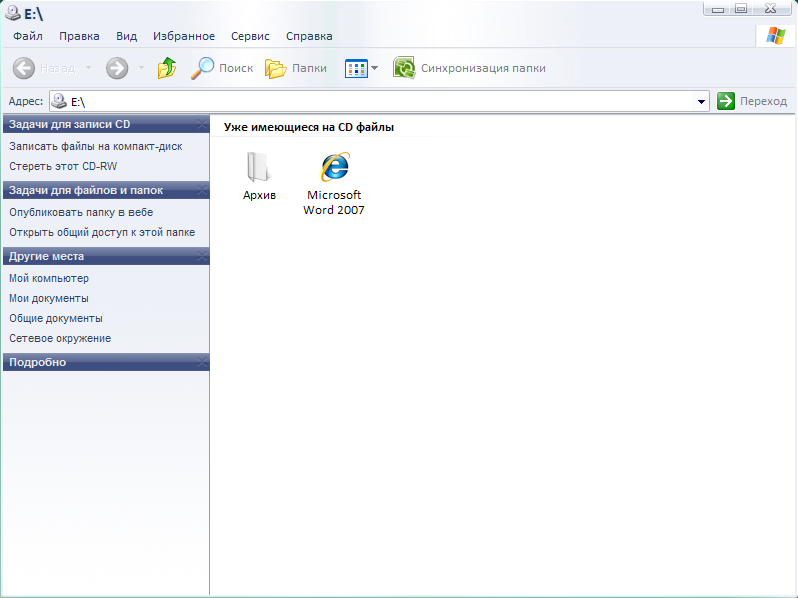 E:\
Файл Правка Вид Избранное Сервис Справка
Назад Поиск Папки Синхронизация папки
Адрес: E:\ Переход
Задачи для записи CD
Записать файлы на компакт-диск
Стереть этот CD-RW
Задачи для файлов и папок
Опубликовать папку в вебе
Открыть общий доступ к этой папке
Другие места
Мой компьютер
Мои документы
Общие документы
Сетевое окружение
Подробно
Уже имеющиеся на CD файлы
Архив
Microsoft
Word 2007